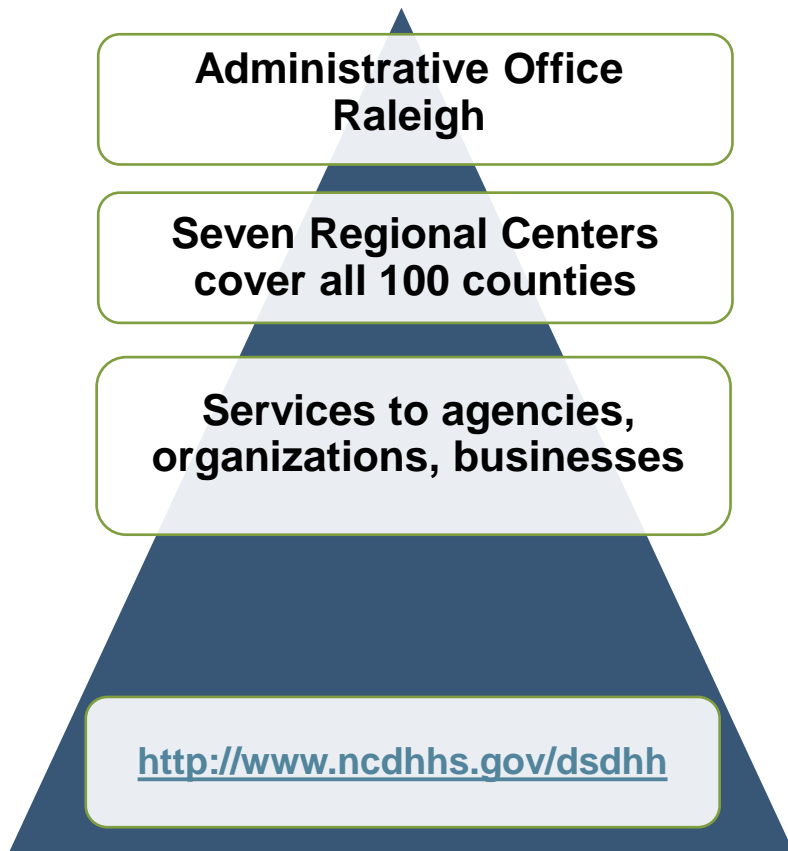 Administrative Office
Raleigh
Seven Regional Centers
cover all 100 counties
Services to agencies,
organizations, businesses
http://www.ncdhhs.gov/dsdhh